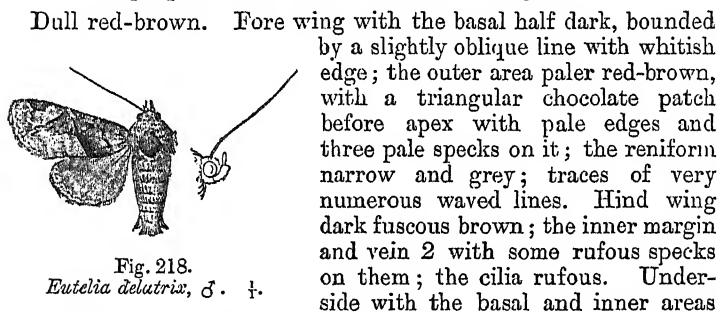 Dull red-brown. Fore wing with the basal half dark, bounded
by a slightly oblique line with whitish
edge; the outer area paler red-brown,
with a triangular chocolate patch
before apex with pale edges and
three pale specks on it; the reniform
narrow and grey; traces of very
numerous waved lines. Hind wing
dark fuscous brown; the inner margin
and vein 2 with some rufous specks
on them; the cilia rufous. Under-
side with the basal and inner areas
Fig. 218.
Eutelia delutrix, ♂. 1/1.